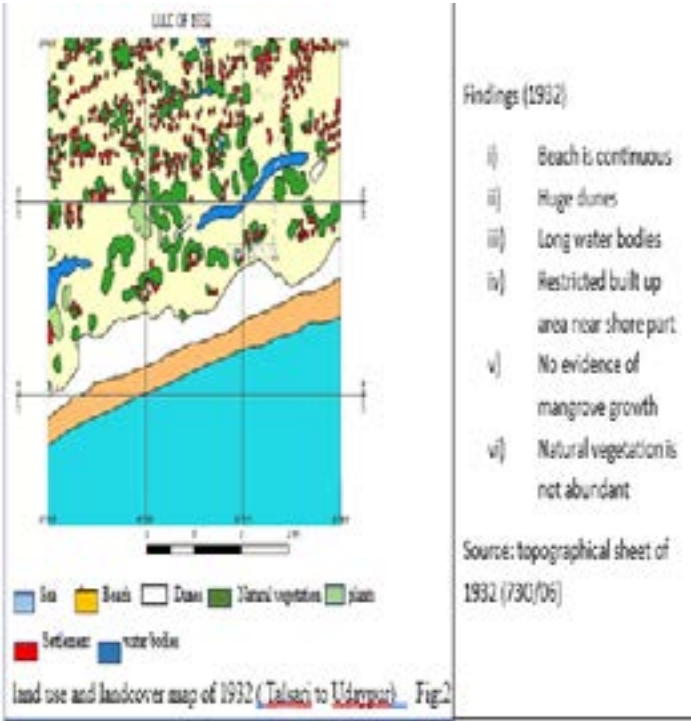 LULC OF 1932
Sea
Beach
Dunes
Natural vegetation
plants
Settlement
water bodies
land use and landcover map of 1932 ( Talsari to Udaypur)
Fig:2
Findings (1932)
i) Beach is continuous
ii) Huge dunes
iii) Long water bodies
iv) Restricted built up
area near shore part
v) No evidence of
mangrove growth
vi) Natural vegetation is
not abundant
Source: topographical sheet of
1932 (73O/06)